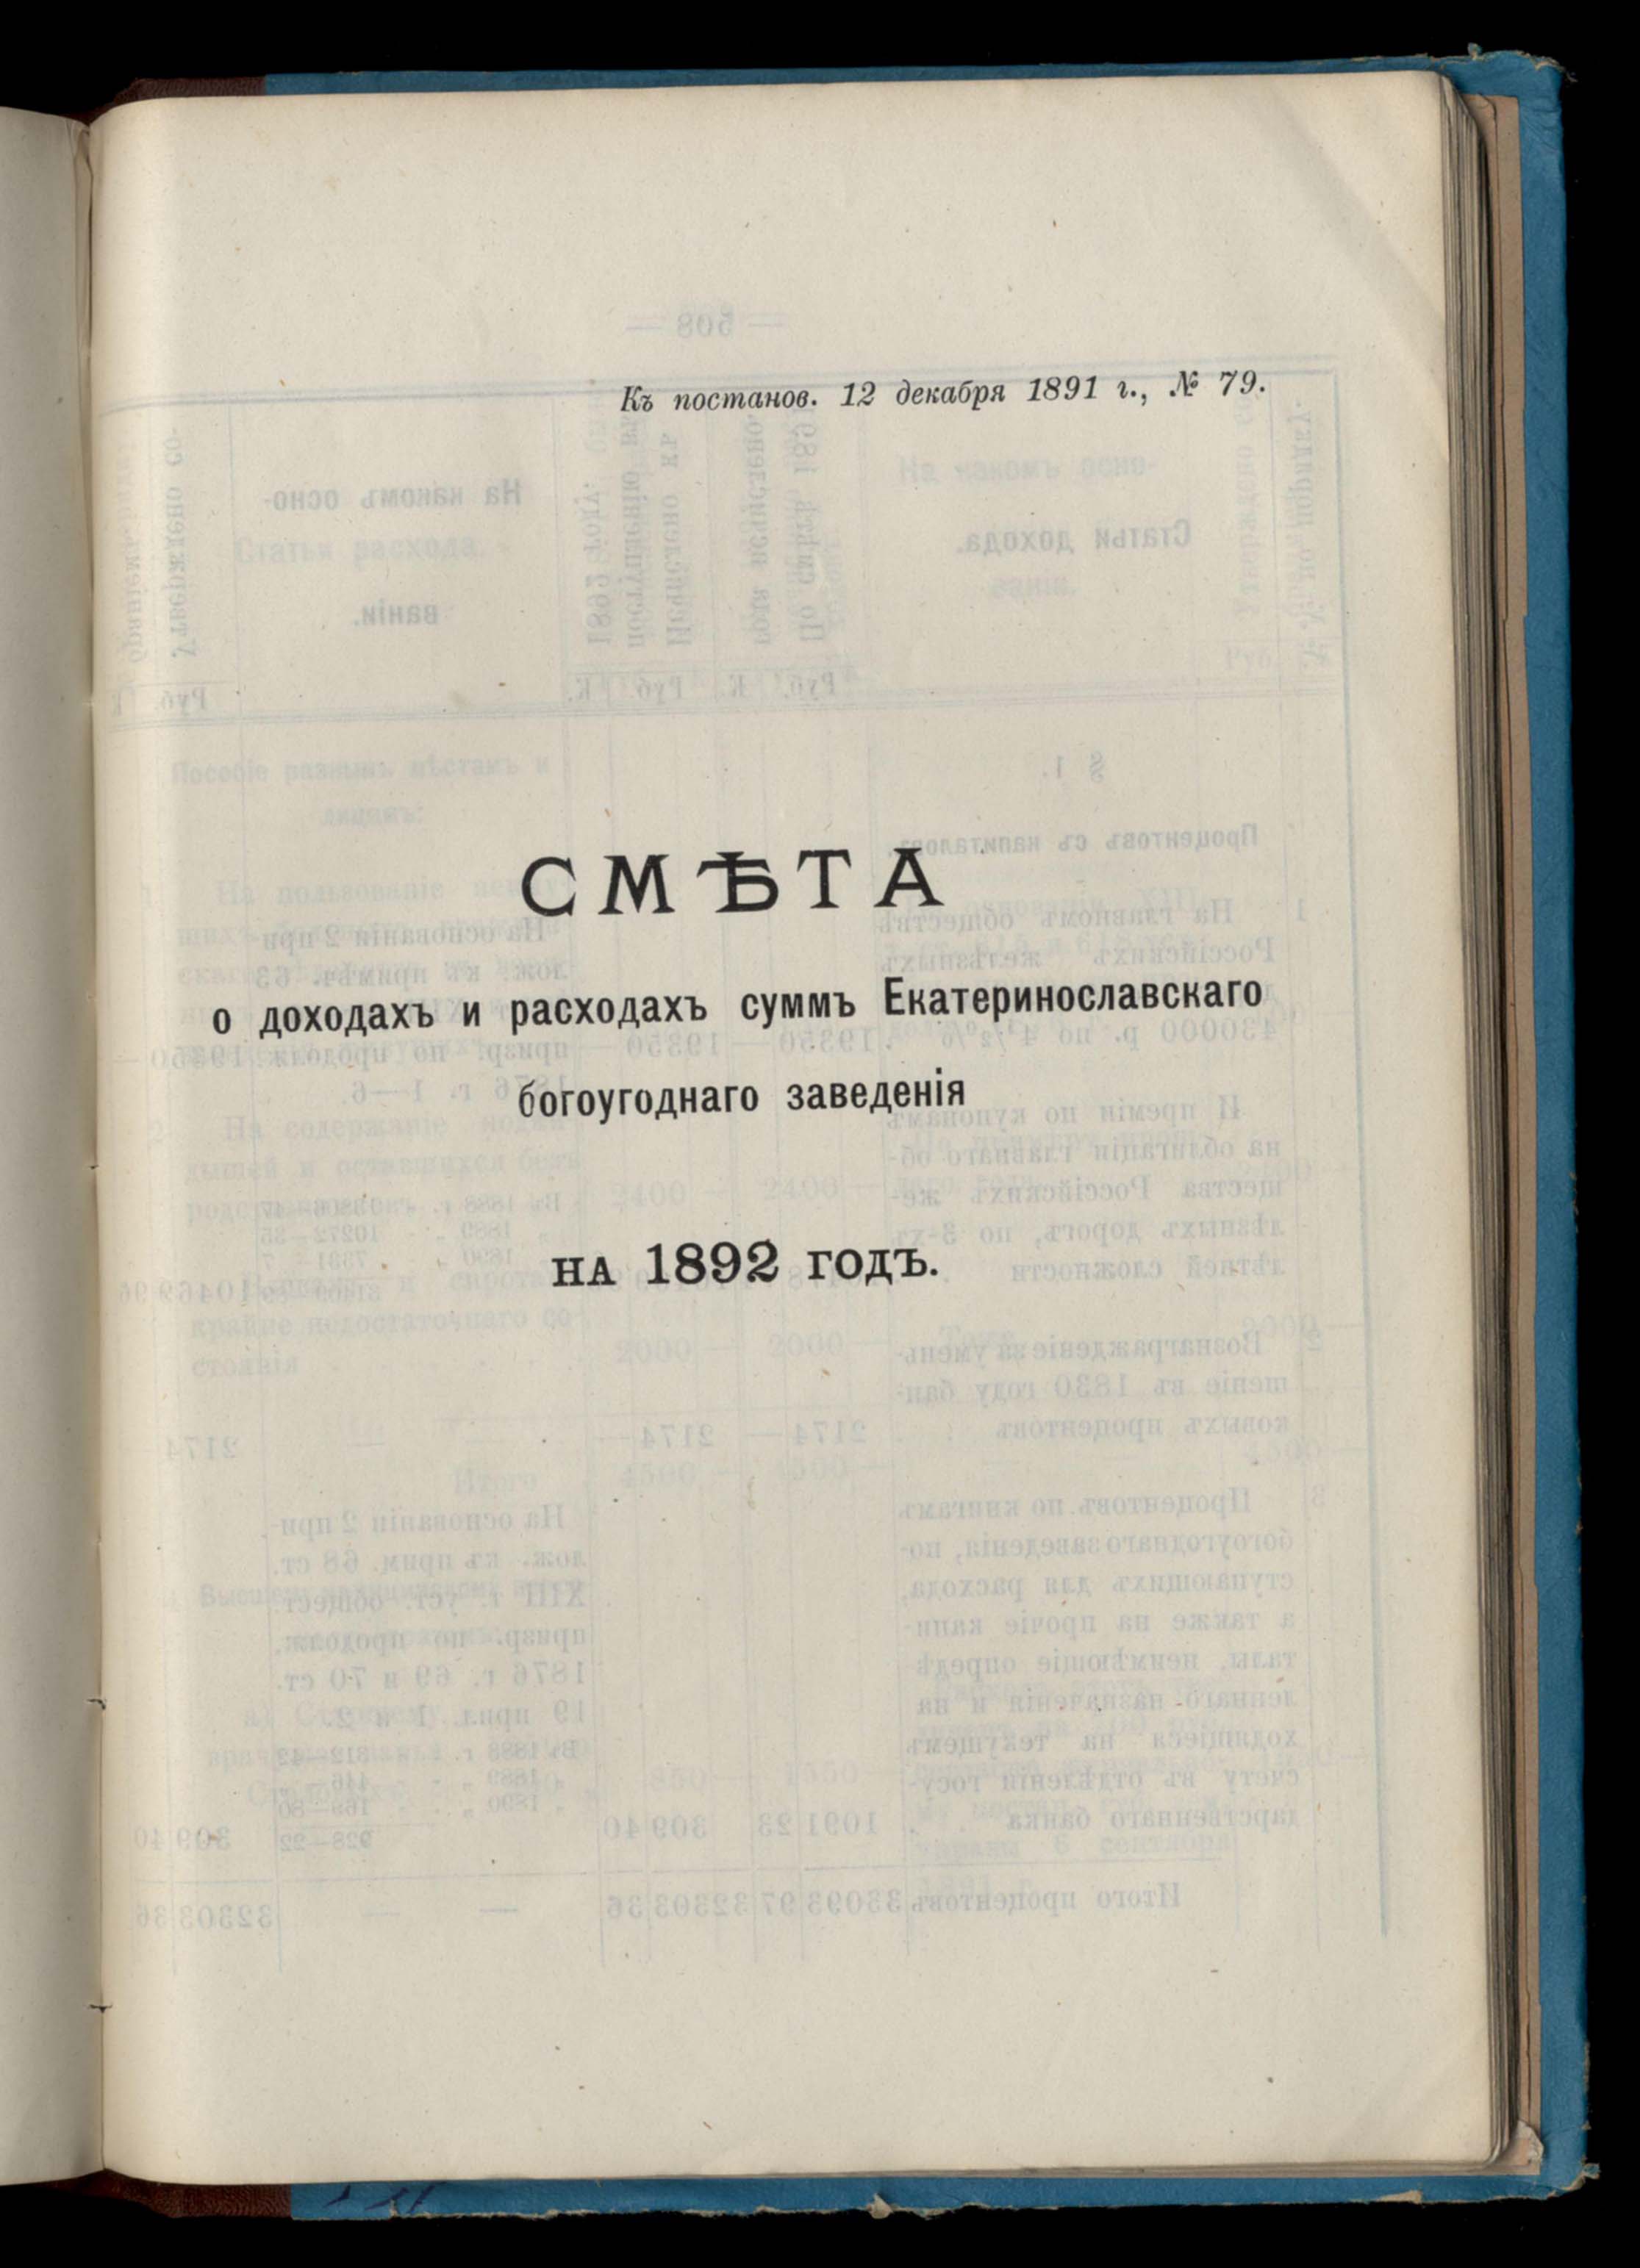 Къ постанов. 12 декабря 1891 г., № 79.
СМѢТА
о доходахъ и расходахъ суммъ Екатеринославскаго
богоугоднаго заведенія
на 1892 годъ.